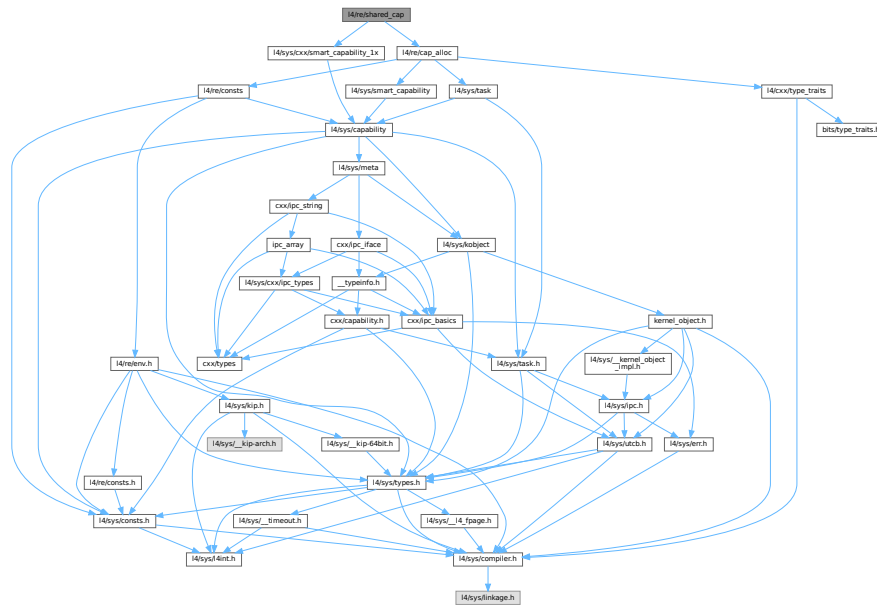 l4/re/shared_cap
l4/sys/cxx/smart_capability_1x
l4/re/cap_alloc
l4/re/consts
l4/sys/smart_capability
l4/sys/task
l4/cxx/type_traits
l4/sys/capability
bits/type_traits.h
l4/sys/meta
cxx/ipc_string
ipc_array
cxx/ipc_iface
l4/sys/kobject
l4/sys/cxx/ipc_types
__typeinfo.h
cxx/capability.h
cxx/ipc_basics
kernel_object.h
l4/re/env.h
cxx/types
l4/sys/task.h
l4/sys/__kernel_object
_impl.h
l4/sys/kip.h
l4/sys/ipc.h
l4/sys/__kip-arch.h
l4/sys/__kip-64bit.h
l4/sys/utcb.h
l4/sys/err.h
l4/re/consts.h
l4/sys/types.h
l4/sys/consts.h
l4/sys/__timeout.h
l4/sys/__l4_fpage.h
l4/sys/l4int.h
l4/sys/compiler.h
l4/sys/linkage.h